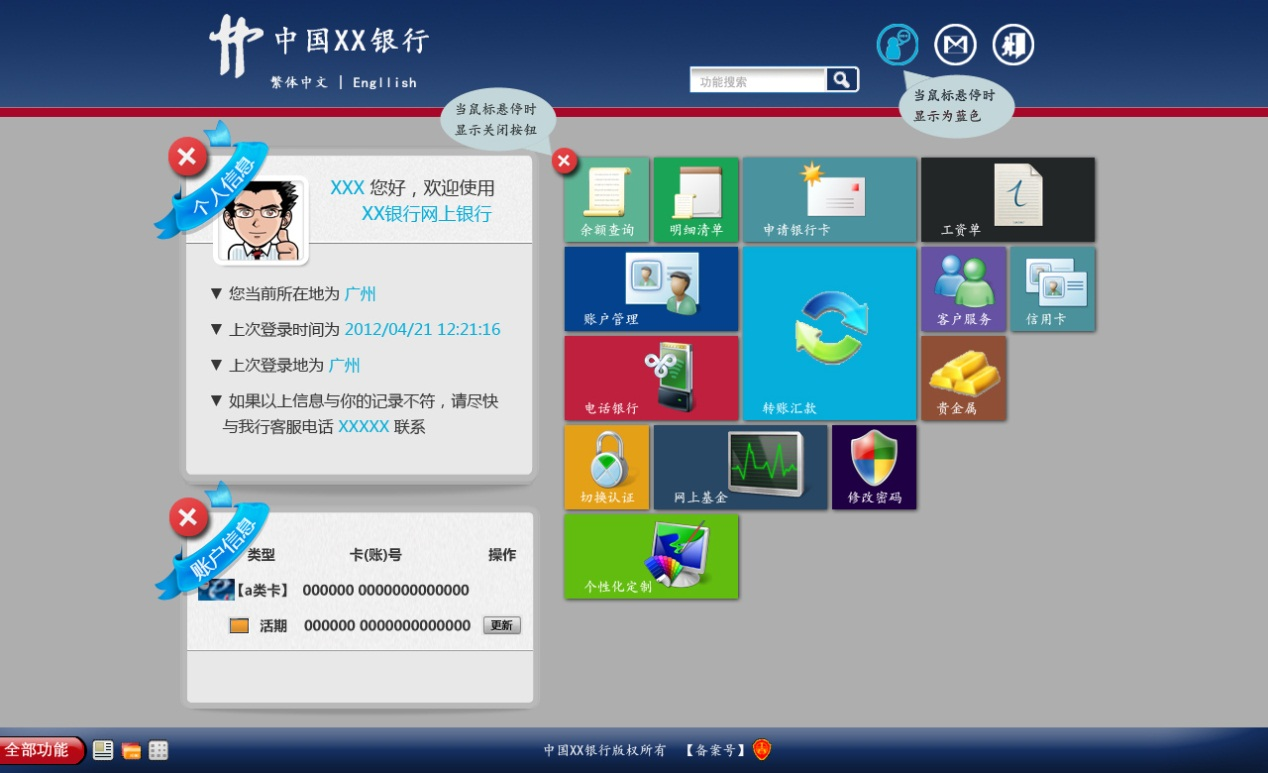 中国XX银行
繁体中文 | Engllish
功能搜索
当鼠标悬停时
显示为蓝色
当鼠标悬停时
显示关闭按钮
个人信息
XXX 您好，欢迎使用
XX银行网上银行
▼ 您当前所在地为 广州
▼ 上次登录时间为 2012/04/21 12:21:16
▼ 上次登录地为 广州
▼ 如果以上信息与你的记录不符，请尽快
与我行客服电话 XXXXX 联系
账户信息
类型 卡(账)号 操作
【a类卡】 000000 0000000000000
活期 000000 0000000000000 更新
余额查询 明细清单 申请银行卡 工资单
账户管理 客户服务 信用卡
电话银行 转账汇款 贵金属
切换认证 网上基金 修改密码
个性化定制
全部功能
中国XX银行版权所有 【备案号】